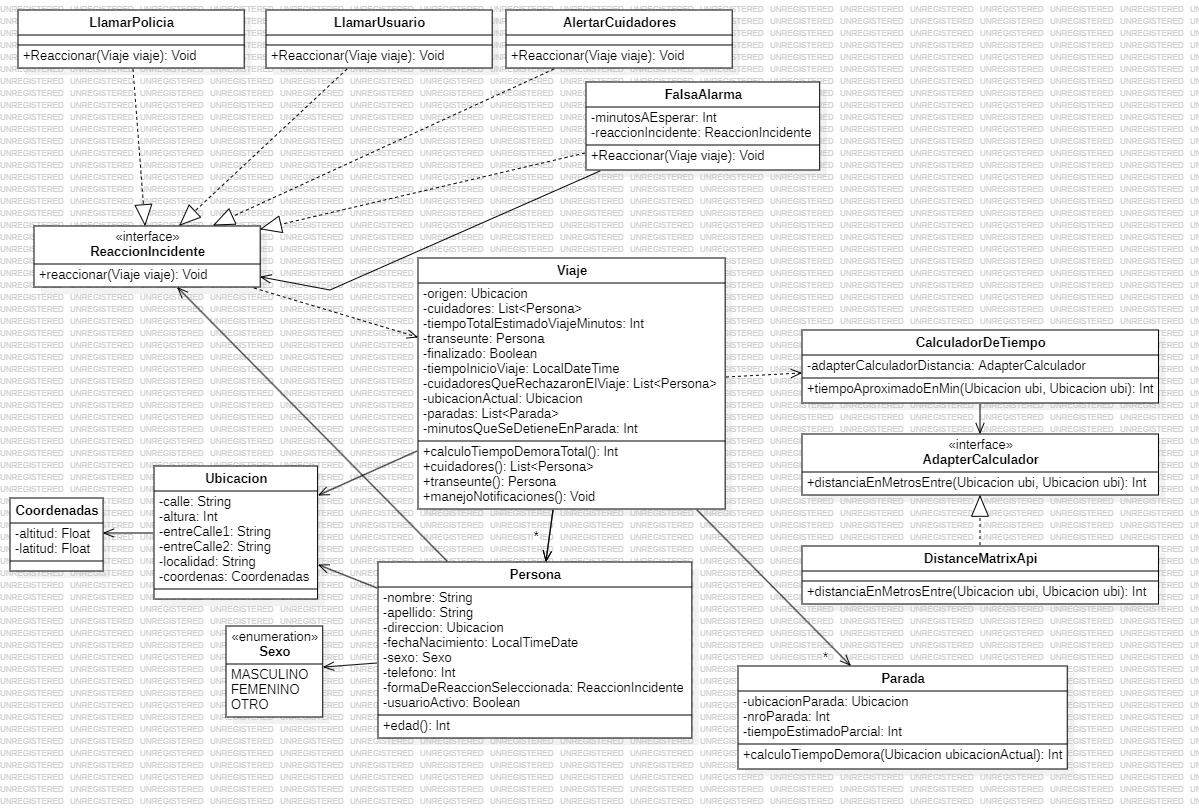 LlamarPolicia
+Reaccionar(Viaje viaje): Void
LlamarUsuario
+Reaccionar(Viaje viaje): Void
AlertarCuidadores
+Reaccionar(Viaje viaje): Void
FalsaAlarma
-minutosAEsperar: Int
-reaccionIncidente: ReaccionIncidente
+Reaccionar(Viaje viaje): Void
«interface»
ReaccionIncidente
+reaccionar(Viaje viaje): Void
Viaje
-origen: Ubicacion
-cuidadores: List<Persona>
-tiempoTotalEstimadoViajeMinutos: Int
-transeunte: Persona
-finalizado: Boolean
-tiempoInicioViaje: LocalDateTime
-cuidadoresQueRechazaronElViaje: List<Persona>
-ubicacionActual: Ubicacion
-paradas: List<Parada>
-minutosQueSeDetieneEnParada: Int
+calculoTiempoDemoraTotal(): Int
+cuidadores(): List<Persona>
+transeunte(): Persona
+manejoNotificaciones(): Void
CalculadorDeTiempo
-adapterCalculadorDistancia: AdapterCalculador
+tiempoAproximadoEnMin(Ubicacion ubi, Ubicacion ubi): Int
«interface»
AdapterCalculador
+distanciaEnMetrosEntre(Ubicacion ubi, Ubicacion ubi): Int
DistanceMatrixApi
+distanciaEnMetrosEntre(Ubicacion ubi, Ubicacion ubi): Int
Ubicacion
-calle: String
-altura: Int
-entreCalle1: String
-entreCalle2: String
-localidad: String
-coordenas: Coordenadas
Coordenadas
-altitud: Float
-latitud: Float
*
Persona
-nombre: String
-apellido: String
-direccion: Ubicacion
-fechaNacimiento: LocalTimeDate
-sexo: Sexo
-telefono: Int
-formaDeReaccionSeleccionada: ReaccionIncidente
-usuarioActivo: Boolean
+edad(): Int
«enumeration»
Sexo
MASCULINO
FEMENINO
OTRO
*
Parada
-ubicacionParada: Ubicacion
-nroParada: Int
-tiempoEstimadoParcial: Int
+calculoTiempoDemora(Ubicacion ubicacionActual): Int
UNREGISTERED